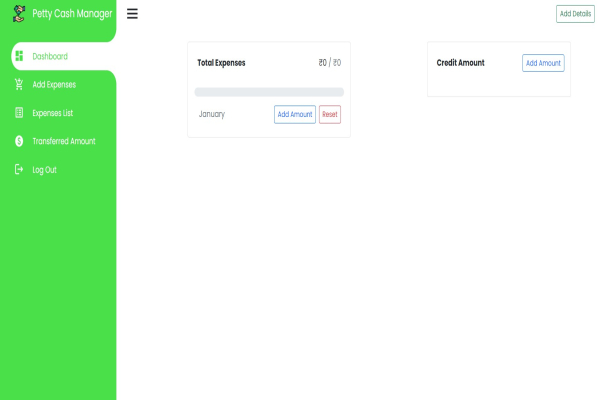 Petty Cash Manager
Add Details
Dashboard
Add Expenses
Expenses List
Transferred Amount
Log Out
Total Expenses ₹0 / ₹0
January Add Amount Reset
Credit Amount Add Amount